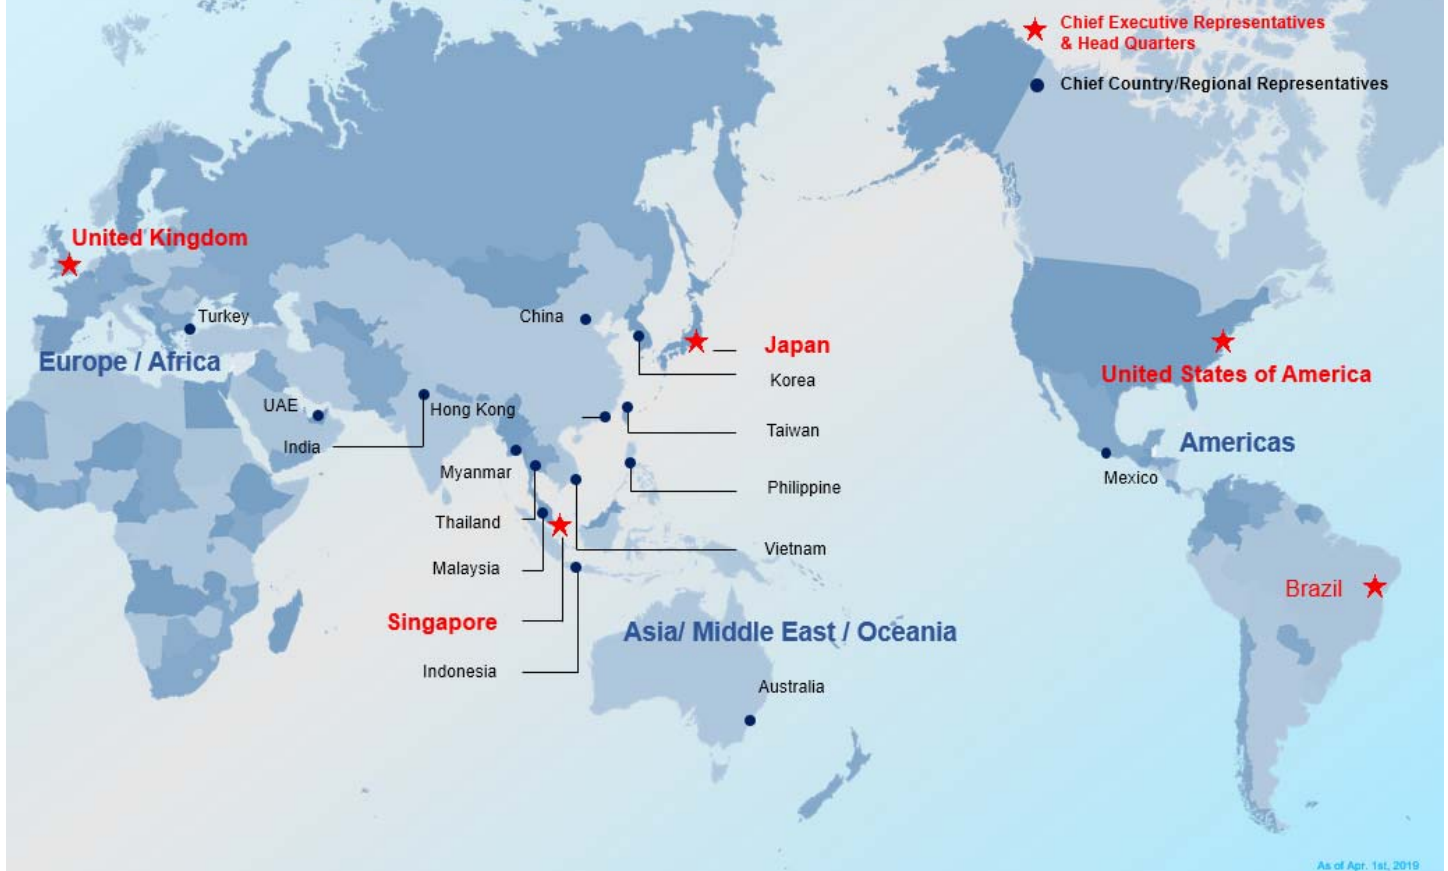 Chief Executive Representatives
& Head Quarters
Chief Country/Regional Representatives
United Kingdom
Turkey
China
Europe / Africa
Japan
Korea
United States of America
UAE
Hong Kong
India
Taiwan
Americas
Myanmar
Mexico
Philippine
Thailand
Vietnam
Malaysia
Brazil
Singapore
Asia/ Middle East / Oceania
Indonesia
Australia
As of Apr. 1st, 2019